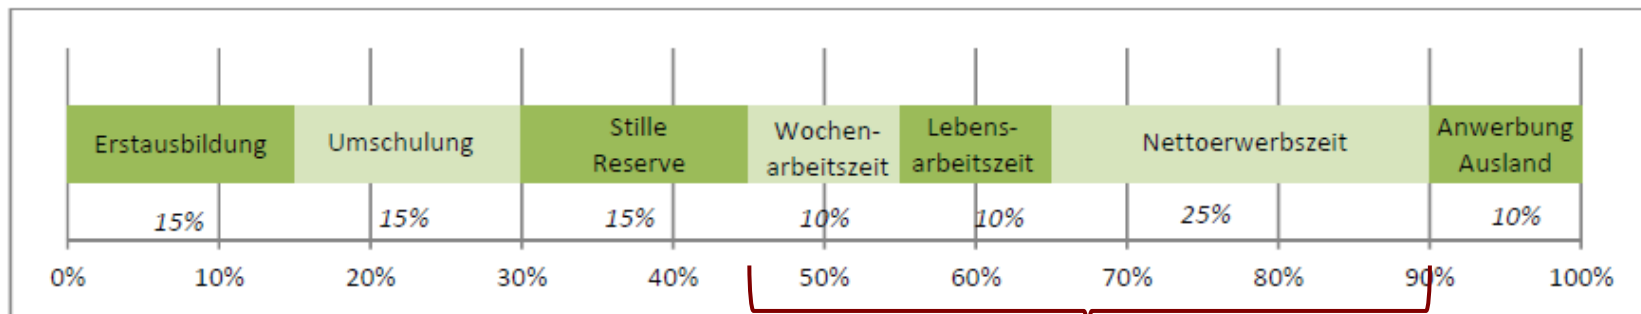 Erstausbildung
Umschulung
Stille
Reserve
Wochen-
arbeitszeit
Lebens-
arbeitszeit
Nettoerwerbszeit
Anwerbung
Ausland
15% 15% 15% 10% 10% 25% 10%
0% 10% 20% 30% 40% 50% 60% 70% 80% 90% 100%